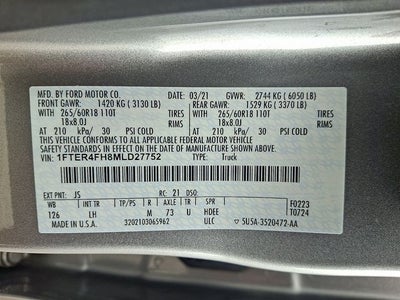 MFD. BY FORD MOTOR CO. 03/21 GVWR: 2744 KG ( 6050 LB)
FRONT GAWR: 1420 KG ( 3130 LB) REAR GAWR: 1529 KG ( 3370 LB)
WITH 265/60R18 110T TIRES WITH 265/60R18 110T TIRES
18x8.0J RIMS 18x8.0J RIMS
AT 210 kPa/ 30 PSI COLD AT 210 kPa/ 30 PSI COLD
THIS VEHICLE CONFORMS TO ALL APPLICABLE FEDERAL MOTOR VEHICLE
SAFETY STANDARDS IN EFFECT ON THE DATE OF MANUFACTURE SHOWN ABOVE.
VIN: 1FTER4FH8MLD27752 TYPE: Truck
EXT PNT: JS RC: 21 DSO: F0223
WB INT TR TP/PS R AXLE TR SPR T0724
126 LH M 73 U HDEE
MADE IN U.S.A. 3202103065962 ULC 5U5A-3520472-AA